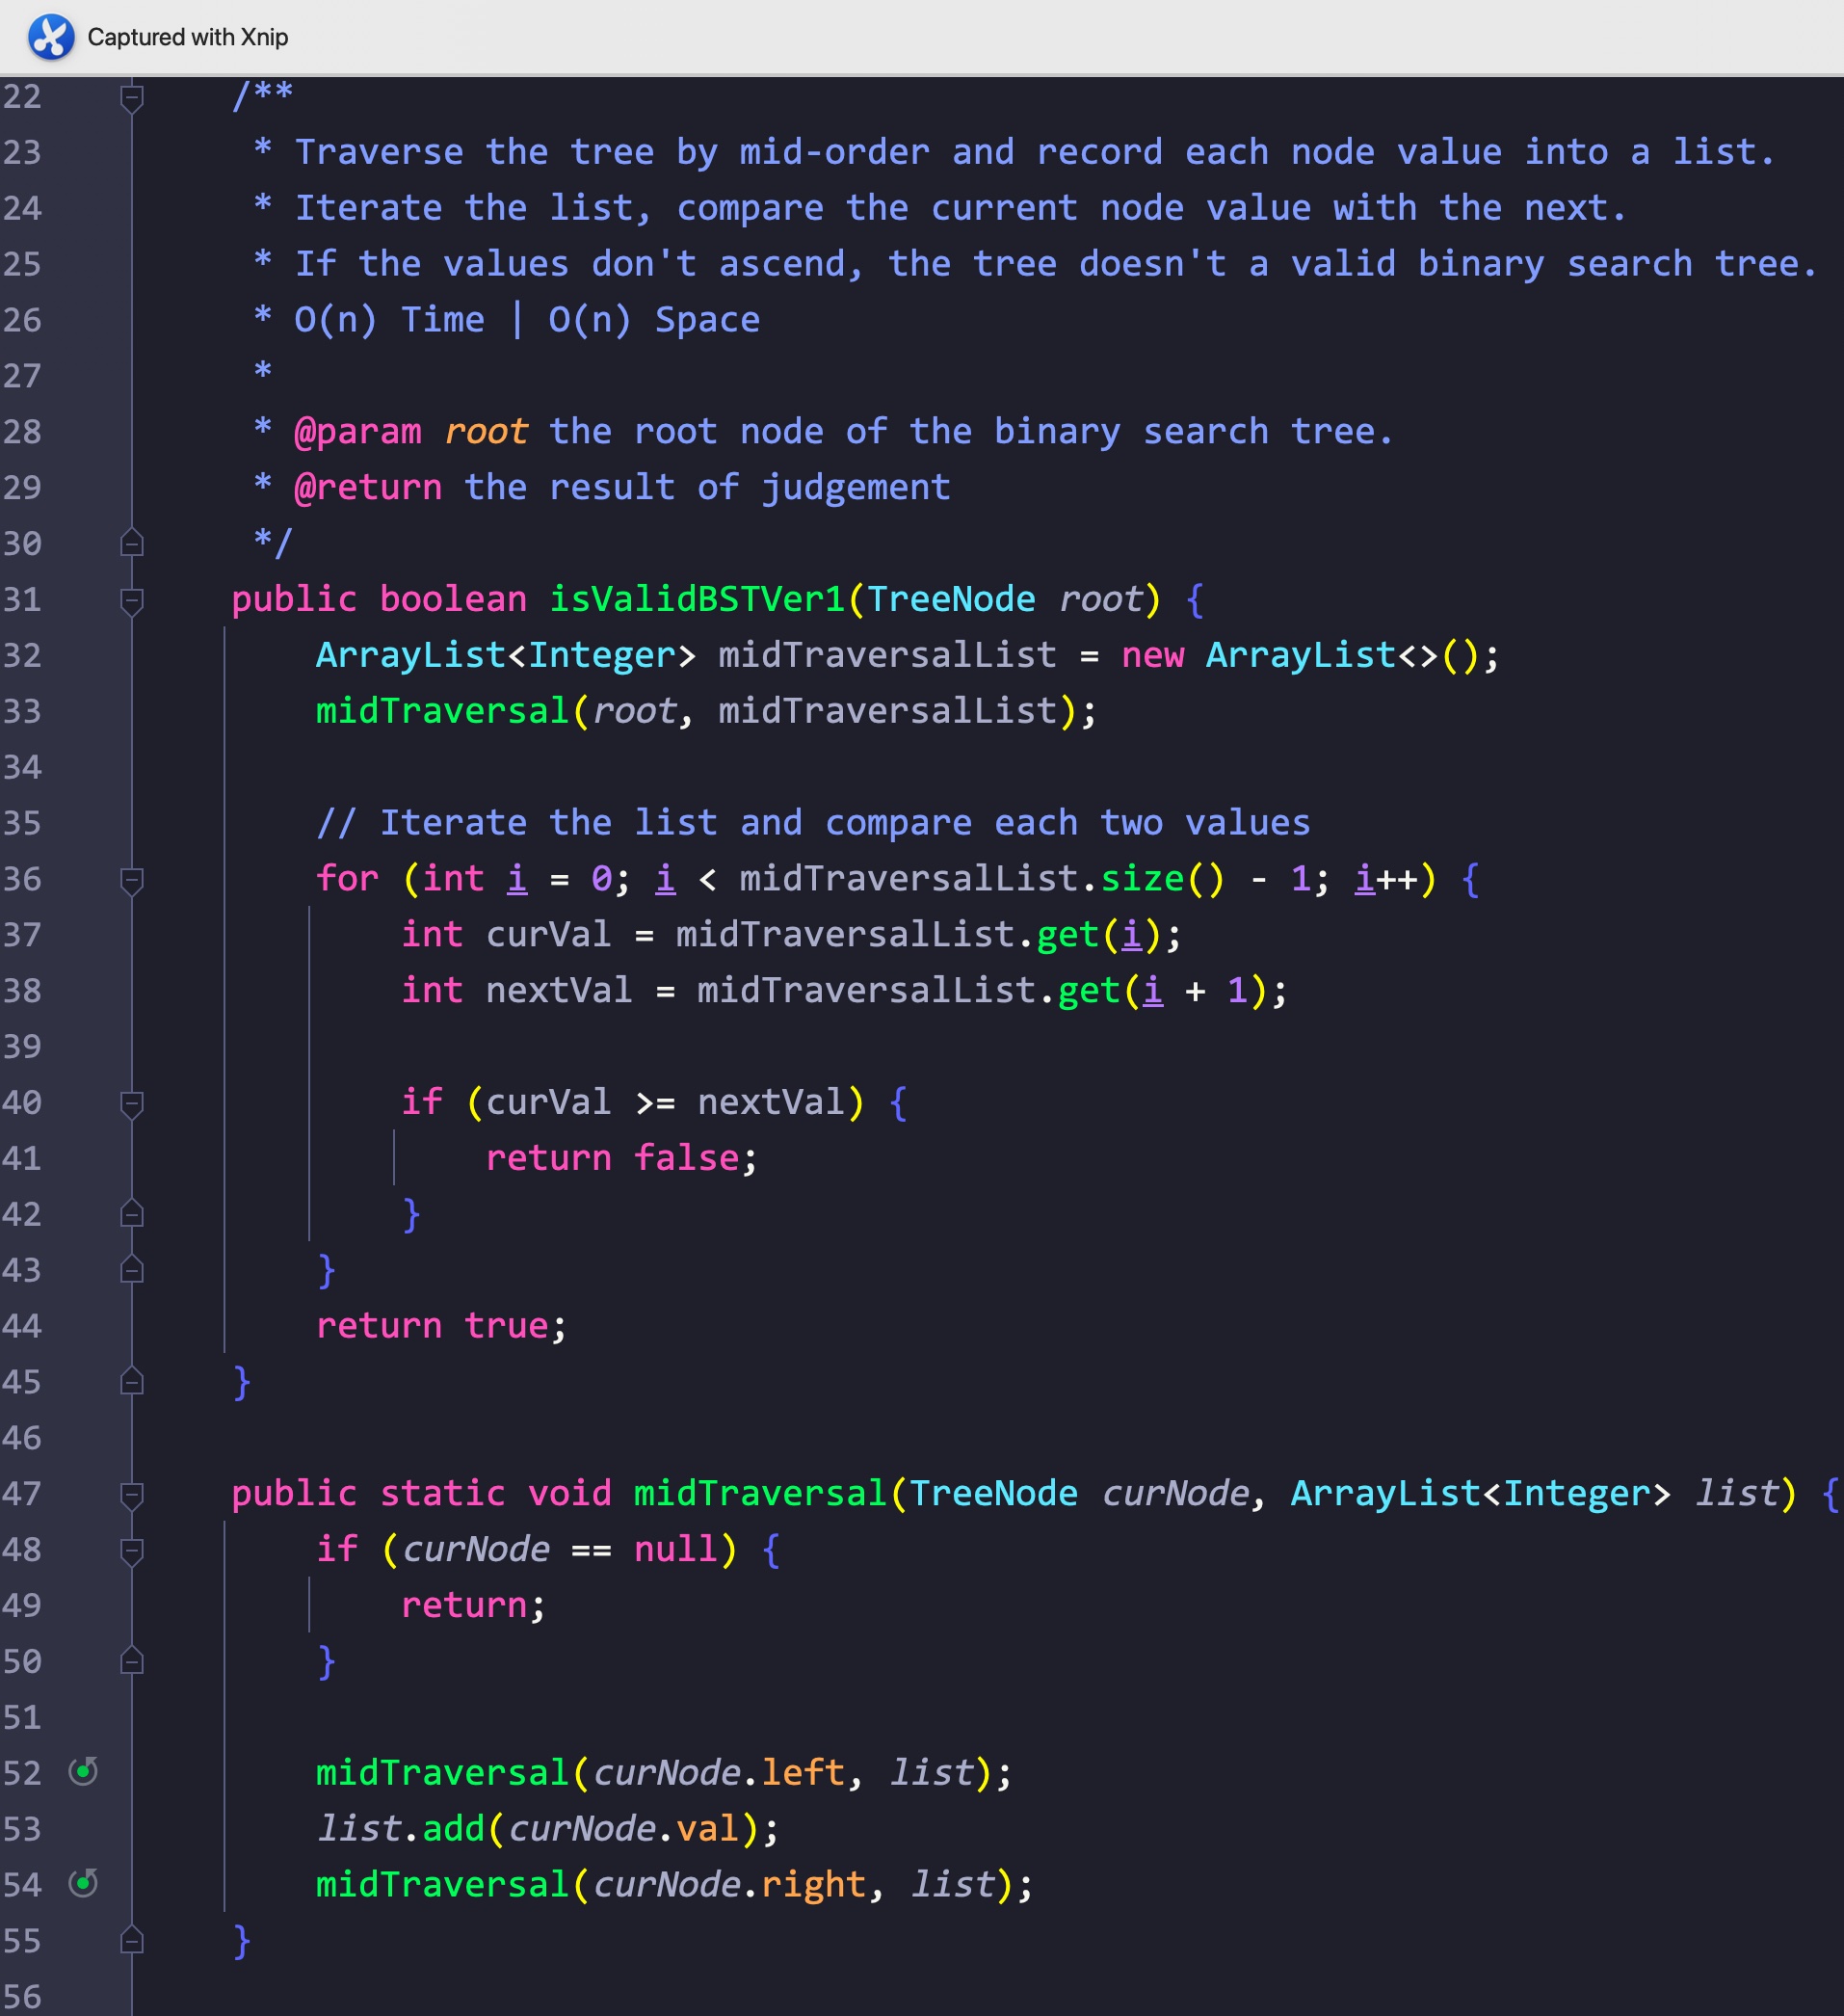 Captured with Xnip
22 /**
23 * Traverse the tree by mid-order and record each node value into a list.
24 * Iterate the list, compare the current node value with the next.
25 * If the values don't ascend, the tree doesn't a valid binary search tree.
26 * O(n) Time | O(n) Space
27 *
28 * @param root the root node of the binary search tree.
29 * @return the result of judgement
30 */
31 public boolean isValidBSTVer1(TreeNode root) {
32 ArrayList<Integer> midTraversalList = new ArrayList<>();
33 midTraversal(root, midTraversalList);
34
35 // Iterate the list and compare each two values
36 for (int i = 0; i < midTraversalList.size() - 1; i++) {
37 int curVal = midTraversalList.get(i);
38 int nextVal = midTraversalList.get(i + 1);
39
40 if (curVal >= nextVal) {
41 return false;
42 }
43 }
44 return true;
45 }
46
47 public static void midTraversal(TreeNode curNode, ArrayList<Integer> list) {
48 if (curNode == null) {
49 return;
50 }
51
52 midTraversal(curNode.left, list);
53 list.add(curNode.val);
54 midTraversal(curNode.right, list);
55 }
56